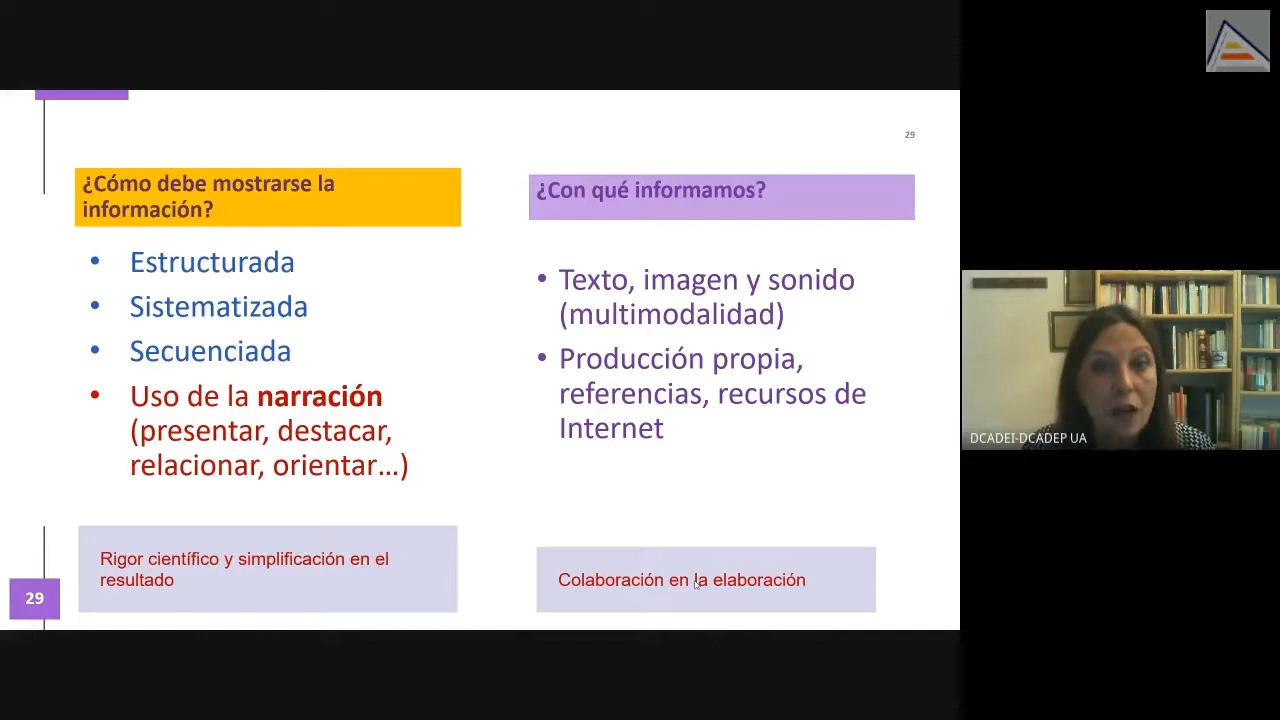 29
¿Cómo debe mostrarse la
información?
• Estructurada
• Sistematizada
• Secuenciada
• Uso de la narración
(presentar, destacar,
relacionar, orientar...)
Rigor científico y simplificación en el
resultado
29
¿Con qué informamos?
• Texto, imagen y sonido
(multimodalidad)
• Producción propia,
referencias, recursos de
Internet
Colaboración en la elaboración
DCADEI-DCADEP UA